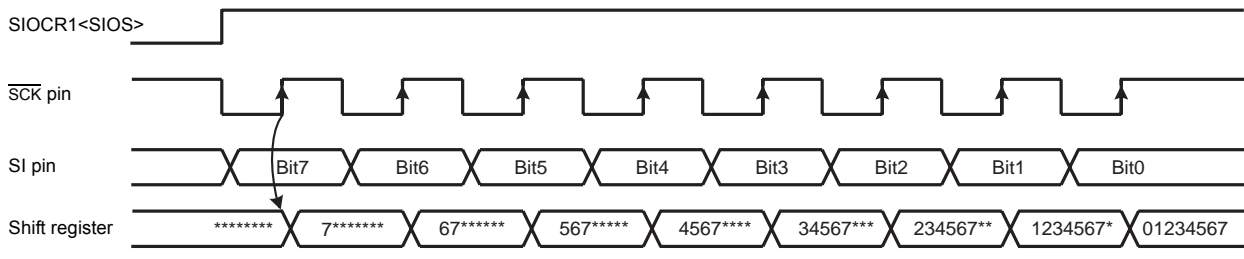 SIOCR1<SIOS>
SCK pin
SI pin Bit7 Bit6 Bit5 Bit4 Bit3 Bit2 Bit1 Bit0
Shift register ******** 7******* 67****** 567***** 4567**** 34567*** 234567** 1234567* 01234567